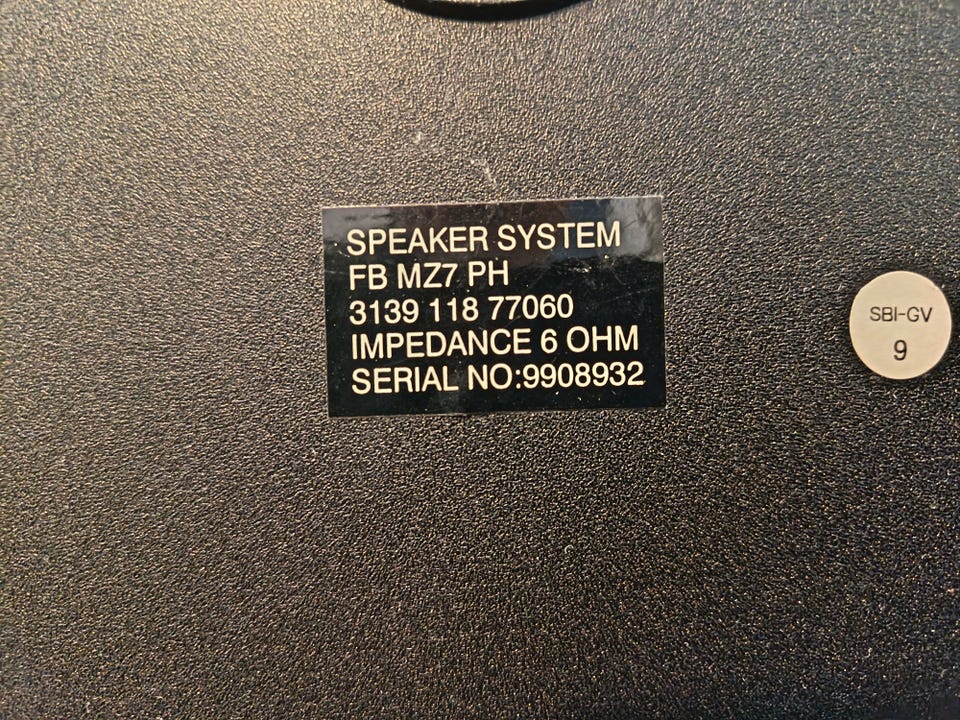 SPEAKER SYSTEM
FB MZ7 PH
3139 118 77060
IMPEDANCE 6 OHM
SERIAL NO:9908932
SBI-GV
9